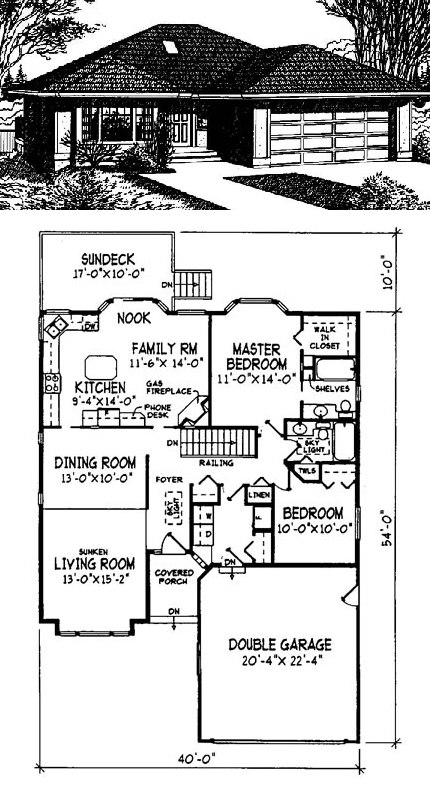 SUNDECK
17'-0"X10'-0"
DN
10'-0"
NOOK
DW
FAMILY RM
11'-6" X 14'-0"
MASTER
BEDROOM
11'-0"X14'-0"
WALK
IN
CLOSET
SHELVES
KITCHEN
9'-4"X14'-0"
GAS
FIREPLACE
PHONE
DESK
DN
RAILING
SKY
LIGHT
TWLS
DINING ROOM
13'-0"X10'-0"
FOYER
SKY
LIGHT
LINEN
W
D
F
BEDROOM
10'-0"X10'-0"
54'-0"
SUNKEN
LIVING ROOM
13'-0"X15'-2"
COVERED
PORCH
DN
DN
DOUBLE GARAGE
20'-4"X 22'-4"
40'-0"